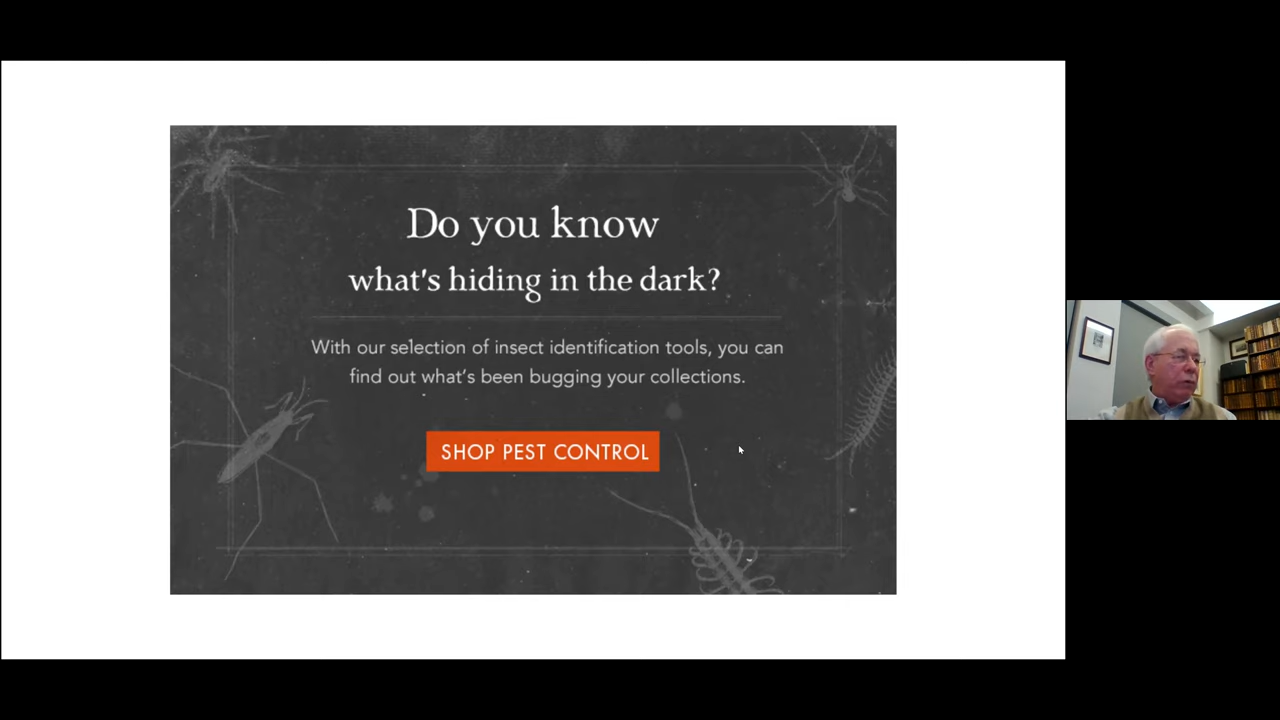 Do you know
what's hiding in the dark?
With our selection of insect identification tools, you can
find out what's been bugging your collections.
SHOP PEST CONTROL